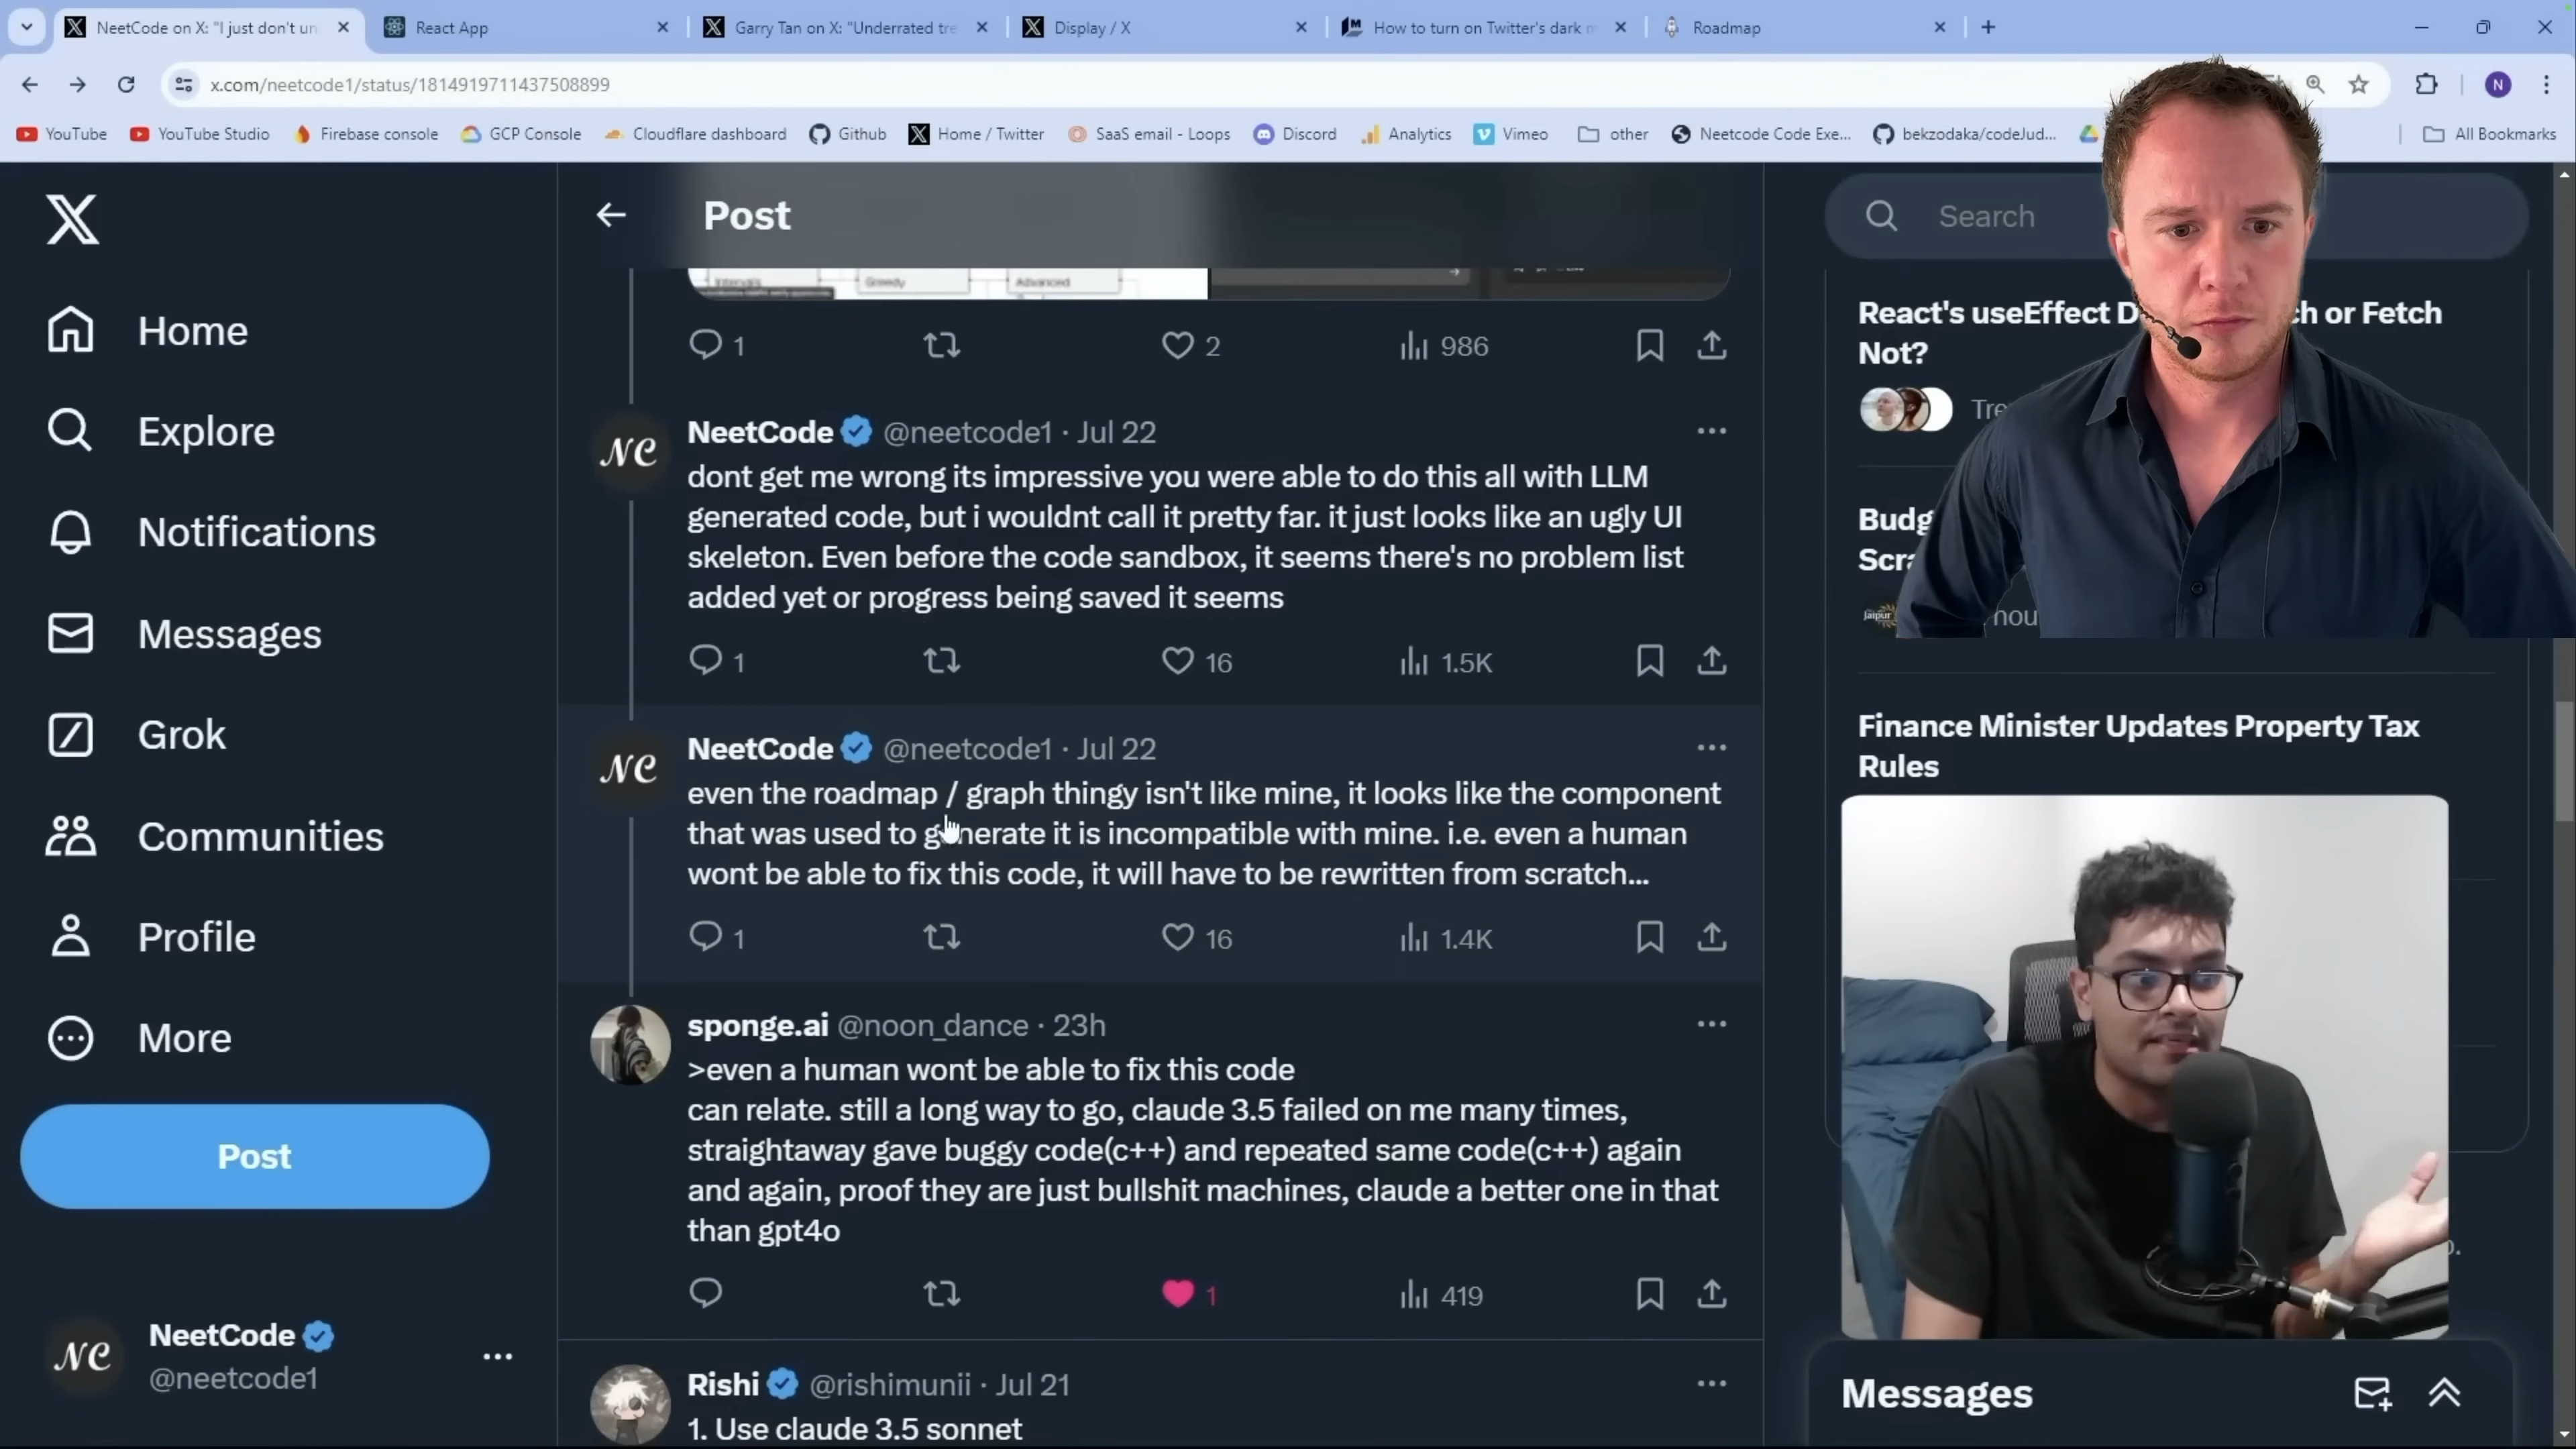 NeetCode on X: "I just don't un
React App
Garry Tan on X: "Underrated tre
Display / X
How to turn on Twitter's dark m
Roadmap
x.com/neetcode1/status/1814919711437508899
N
YouTube
YouTube Studio
Firebase console
GCP Console
Cloudflare dashboard
Github
Home / Twitter
SaaS email - Loops
Discord
Analytics
Vimeo
other
Neetcode Code Exe...
bekzodaka/codeJud...
All Bookmarks
Home
Explore
Notifications
Messages
Grok
Communities
Profile
More
Post
NeetCode
@neetcode1
Post
Intervals
Greedy
Advanced
1
2
986
NeetCode @neetcode1 · Jul 22
dont get me wrong its impressive you were able to do this all with LLM
generated code, but i wouldnt call it pretty far. it just looks like an ugly UI
skeleton. Even before the code sandbox, it seems there's no problem list
added yet or progress being saved it seems
1
16
1.5K
NeetCode @neetcode1 · Jul 22
even the roadmap / graph thingy isn't like mine, it looks like the component
that was used to generate it is incompatible with mine. i.e. even a human
wont be able to fix this code, it will have to be rewritten from scratch...
1
16
1.4K
sponge.ai @noon_dance · 23h
>even a human wont be able to fix this code
can relate. still a long way to go, claude 3.5 failed on me many times,
straightaway gave buggy code(c++) and repeated same code(c++) again
and again, proof they are just bullshit machines, claude a better one in that
than gpt4o
1
419
Rishi @rishimunii · Jul 21
1. Use claude 3.5 sonnet
Search
React's useEffect D ch or Fetch
Not?
Tre
Budg
Scra
Jaipur
hou
Finance Minister Updates Property Tax
Rules
Messages